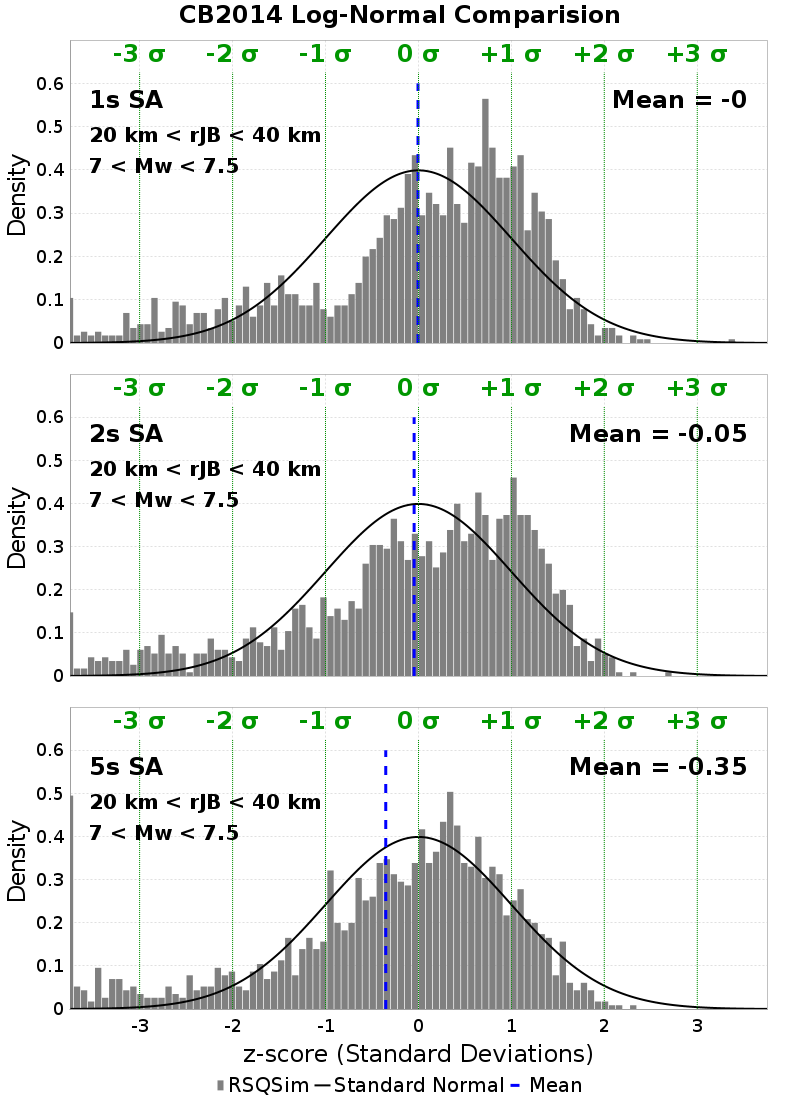 CB2014 Log-Normal Comparision
-3 σ -2 σ -1 σ 0 σ +1 σ +2 σ +3 σ
1s SA Mean = -0
20 km < rJB < 40 km
7 < Mw < 7.5
Density
0.6
0.5
0.4
0.3
0.2
0.1
0
-3 σ -2 σ -1 σ 0 σ +1 σ +2 σ +3 σ
2s SA Mean = -0.05
20 km < rJB < 40 km
7 < Mw < 7.5
Density
0.6
0.5
0.4
0.3
0.2
0.1
0
-3 σ -2 σ -1 σ 0 σ +1 σ +2 σ +3 σ
5s SA Mean = -0.35
20 km < rJB < 40 km
7 < Mw < 7.5
Density
0.6
0.5
0.4
0.3
0.2
0.1
0
-3 -2 -1 0 1 2 3
z-score (Standard Deviations)
RSQSim Standard Normal Mean